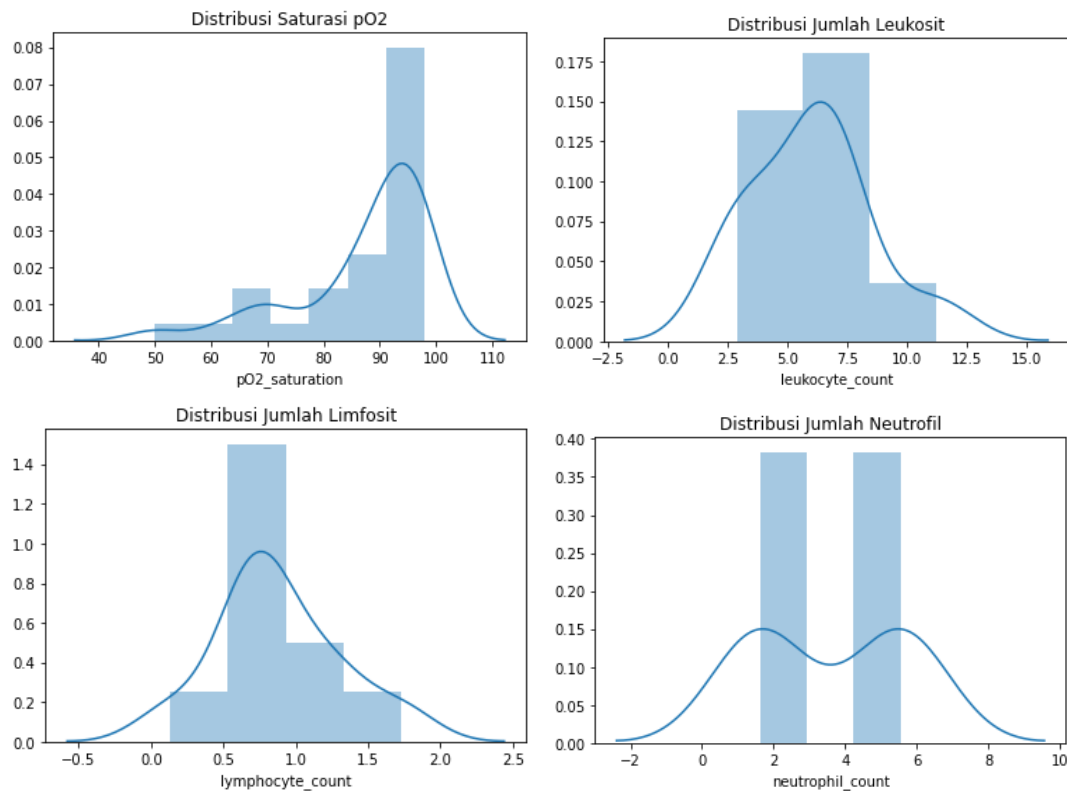 Distribusi Saturasi pO2
0.08
0.07
0.06
0.05
0.04
0.03
0.02
0.01
0.00
40 50 60 70 80 90 100 110
pO2_saturation
Distribusi Jumlah Leukosit
0.175
0.150
0.125
0.100
0.075
0.050
0.025
0.000
−2.5 0.0 2.5 5.0 7.5 10.0 12.5 15.0
leukocyte_count
Distribusi Jumlah Limfosit
1.4
1.2
1.0
0.8
0.6
0.4
0.2
0.0
−0.5 0.0 0.5 1.0 1.5 2.0 2.5
lymphocyte_count
Distribusi Jumlah Neutrofil
0.40
0.35
0.30
0.25
0.20
0.15
0.10
0.05
0.00
−2 0 2 4 6 8 10
neutrophil_count